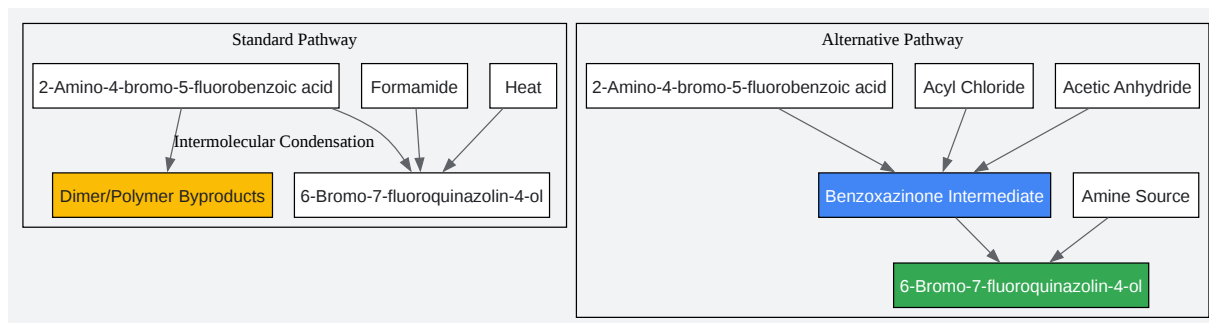 Standard Pathway
2-Amino-4-bromo-5-fluorobenzoic acid
Formamide
Heat
Intermolecular Condensation
Dimer/Polymer Byproducts
6-Bromo-7-fluoroquinazolin-4-ol
Alternative Pathway
2-Amino-4-bromo-5-fluorobenzoic acid
Acyl Chloride
Acetic Anhydride
Benzoxazinone Intermediate
Amine Source
6-Bromo-7-fluoroquinazolin-4-ol